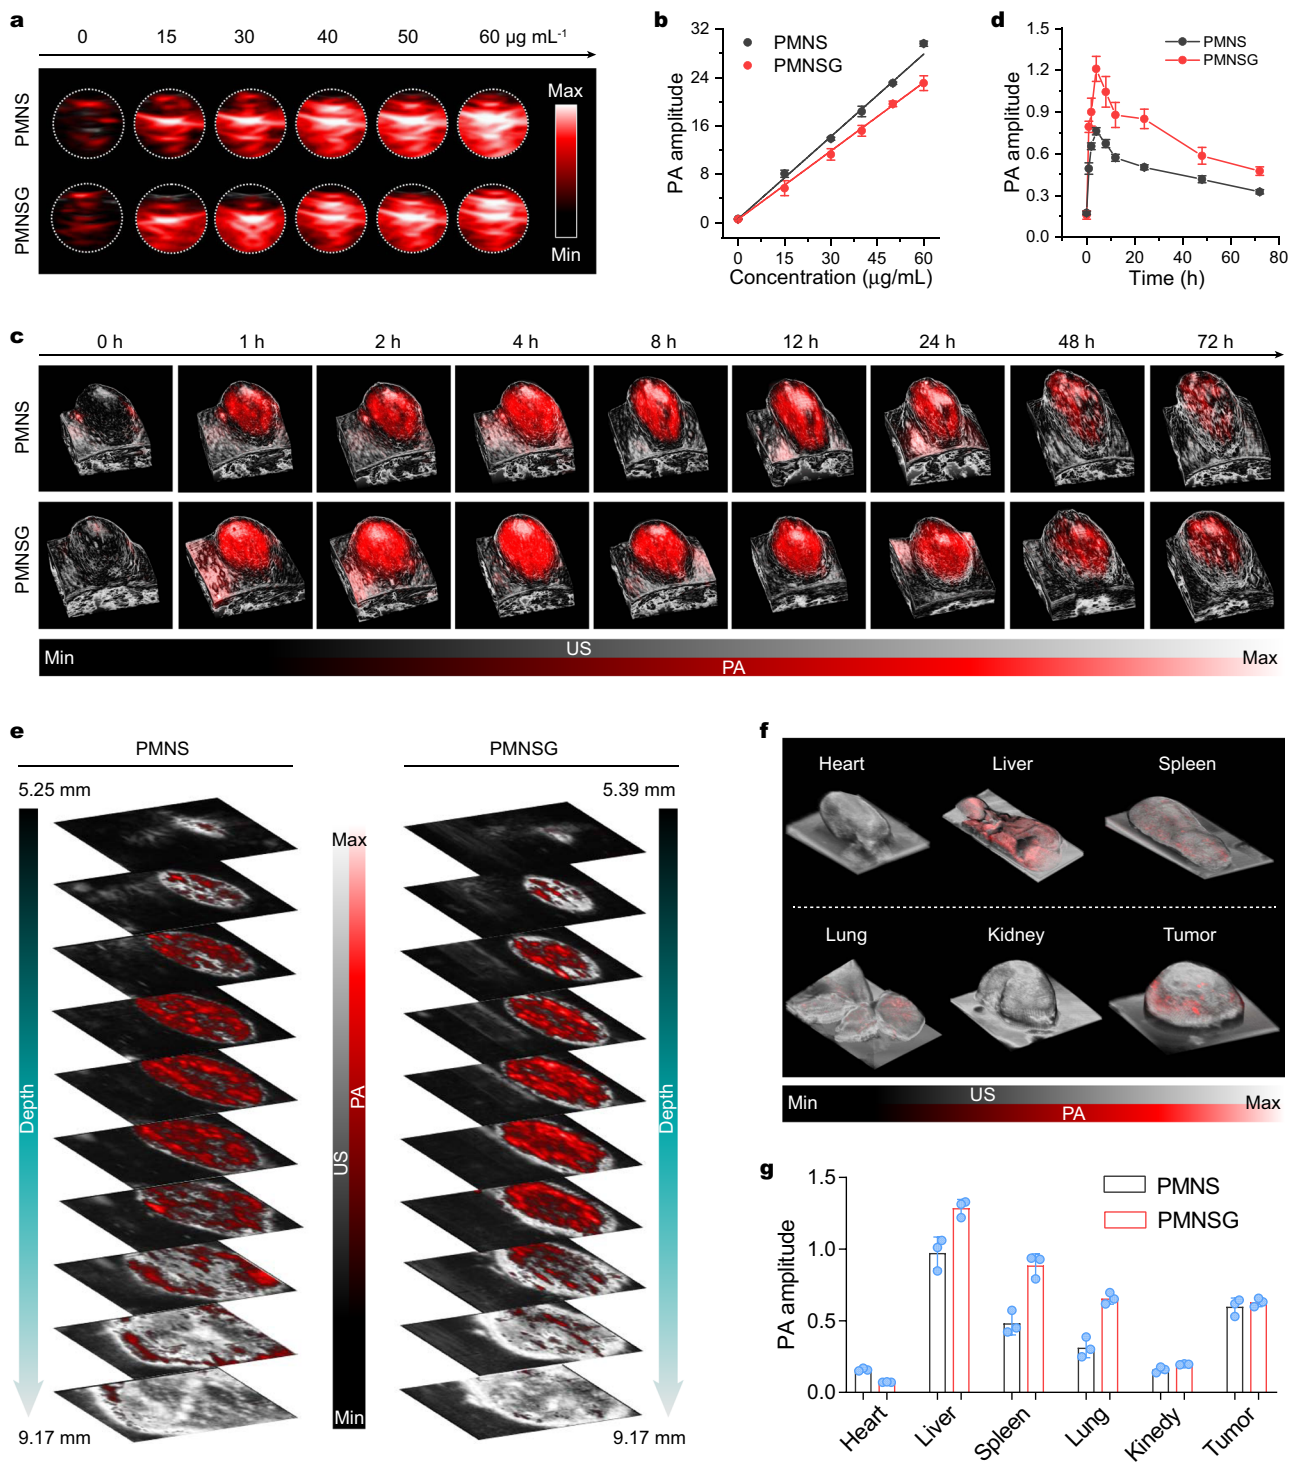 a
0 15 30 40 50 60 µg mL-1
PMNS
PMNSG
Max
Min
b
PA amplitude
32
24
16
8
0
PMNS
PMNSG
0 15 30 45 60
Concentration (µg/mL)
d
PA amplitude
1.5
1.2
0.9
0.6
0.3
0.0
PMNS
PMNSG
0 20 40 60 80
Time (h)
c
0 h 1 h 2 h 4 h 8 h 12 h 24 h 48 h 72 h
PMNS
PMNSG
US
Min Max
PA
e
PMNS PMNSG
5.25 mm 5.39 mm
Max
Depth US PA Depth
Min
9.17 mm 9.17 mm
f
Heart Liver Spleen
Lung Kidney Tumor
US
Min Max
PA
g
PA amplitude
1.5
1.0
0.5
0.0
PMNS
PMNSG
Heart Liver Spleen Lung Kinedy Tumor